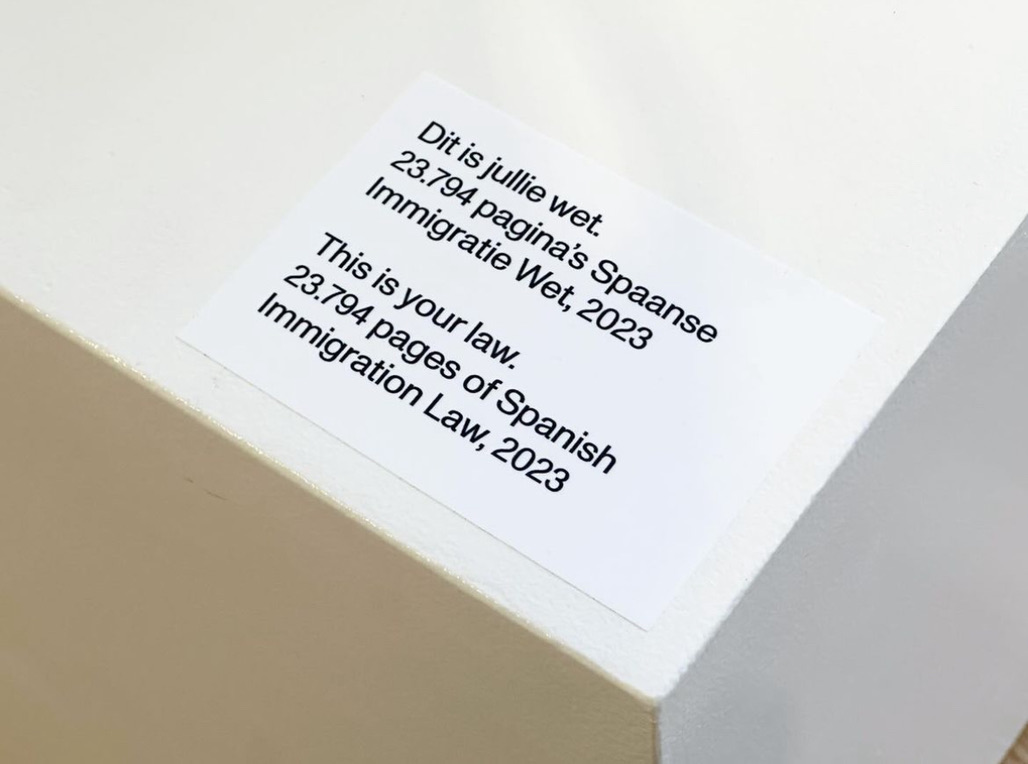 Dit is jullie wet.
23.794 pagina's Spaanse
Immigratie Wet, 2023
This is your law.
23.794 pages of Spanish
Immigration Law, 2023